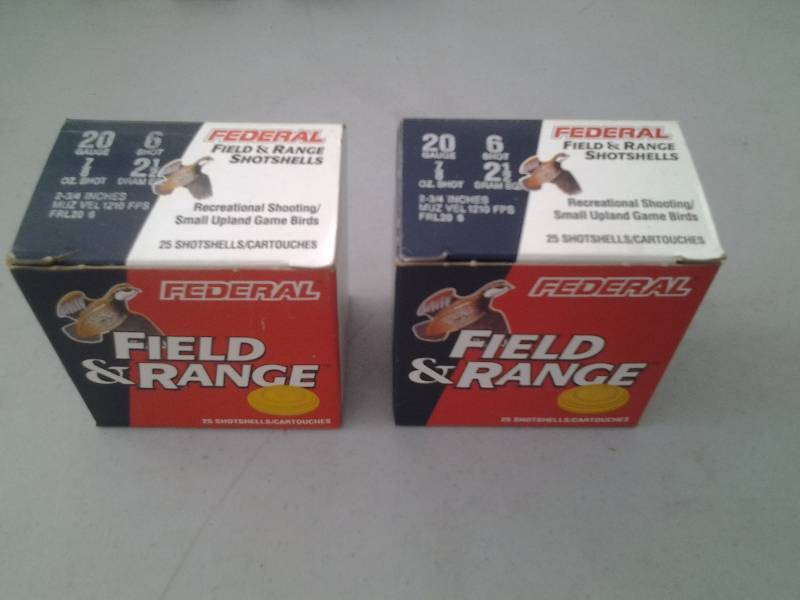 20 6
GAUGE SHOT
7/8 2 1/2
OZ. SHOT DRAM EQ.
2-3/4 INCHES
MUZ VEL 1210 FPS
FRL20 6
FEDERAL
FIELD & RANGE
SHOTSHELLS
Recreational Shooting/
Small Upland Game Birds
25 SHOTSHELLS/CARTOUCHES
FEDERAL
FIELD
& RANGE
25 SHOTSHELLS/CARTOUCHES
20 6
GAUGE SHOT
7/8 2 1/2
OZ. SHOT DRAM EQ.
2-3/4 INCHES
MUZ VEL 1210 FPS
FRL20 6
FEDERAL
FIELD & RANGE
SHOTSHELLS
Recreational Shooting/
Small Upland Game Birds
25 SHOTSHELLS/CARTOUCHES
FEDERAL
FIELD
& RANGE
25 SHOTSHELLS/CARTOUCHES